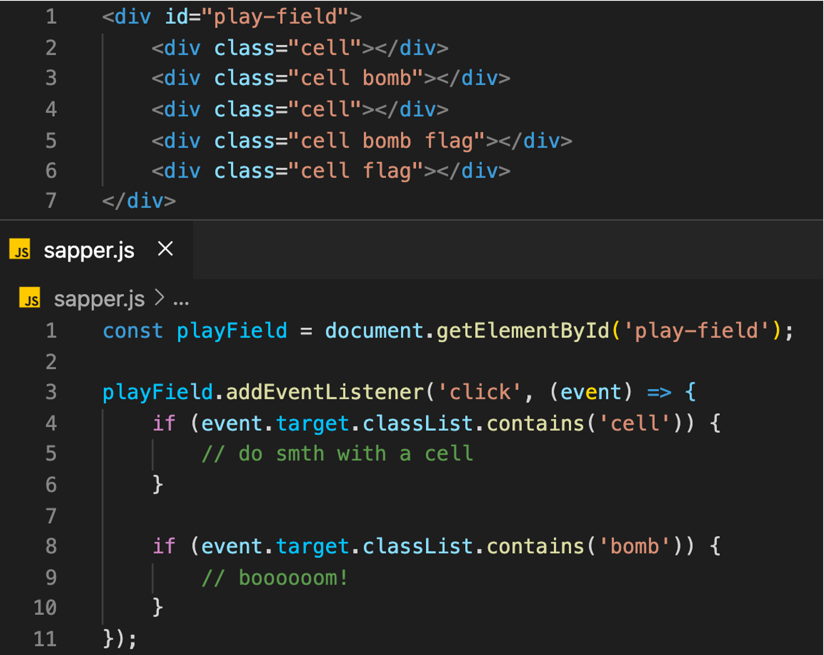 1 <div id="play-field">
2     <div class="cell"></div>
3     <div class="cell bomb"></div>
4     <div class="cell"></div>
5     <div class="cell bomb flag"></div>
6     <div class="cell flag"></div>
7 </div>
JS sapper.js ×
JS sapper.js > ...
1 const playField = document.getElementById('play-field');
2
3 playField.addEventListener('click', (event) => {
4     if (event.target.classList.contains('cell')) {
5         // do smth with a cell
6     }
7
8     if (event.target.classList.contains('bomb')) {
9         // boooooom!
10     }
11 });